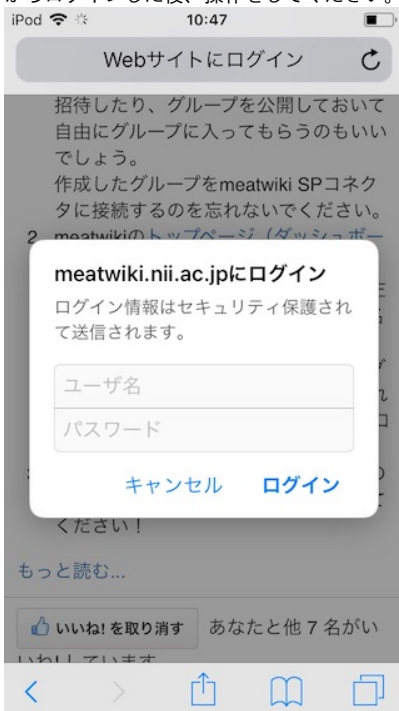 からログインした後、操作をしてください。
iPod 10:47
Webサイトにログイン
招待したり、グループを公開しておいて
自由にグループに入ってもらうのもいい
でしょう。
作成したグループをmeatwiki SPコネク
タに接続するのを忘れないでください。
2. meatwikiのトップページ（ダッシュボー
meatwiki.nii.ac.jpにログイン
ログイン情報はセキュリティ保護され
て送信されます。
ユーザ名
パスワード
キャンセル ログイン
ください！
もっと読む...
いいね! を取り消す あなたと他 7 名がい
いね! しています